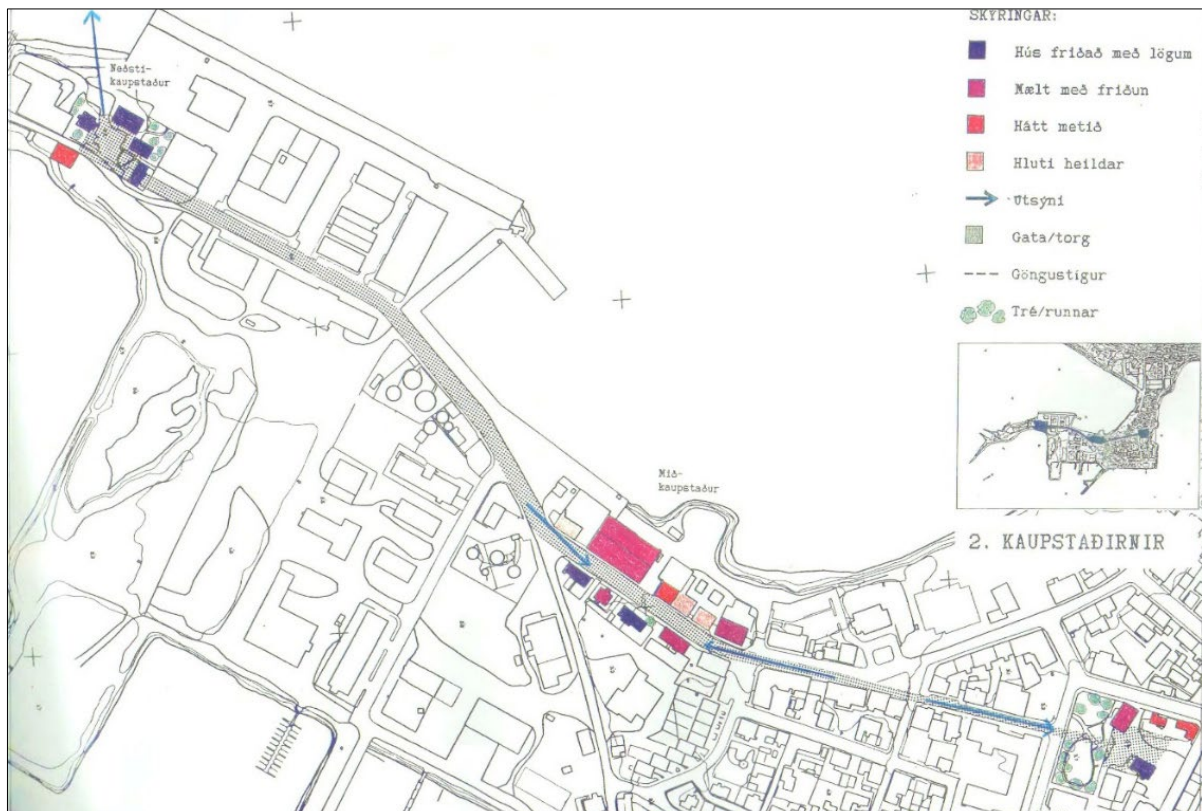 SKÝRINGAR:
Hús friðað með lögum
Mælt með friðun
Hátt metið
Hluti heildar
Útsýni
Gata/torg
Göngustígur
Tré/runnar
Neðsti-
kaupstaður
Mið-
kaupstaður
2. KAUPSTAÐIRNIR